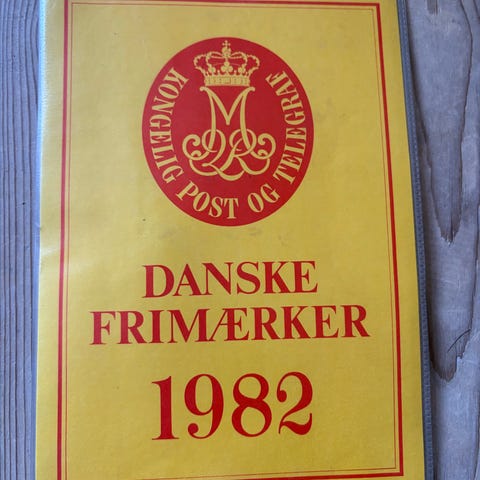 KONGELIG POST OG TELEGRAF
DANSKE
FRIMÆRKER
1982